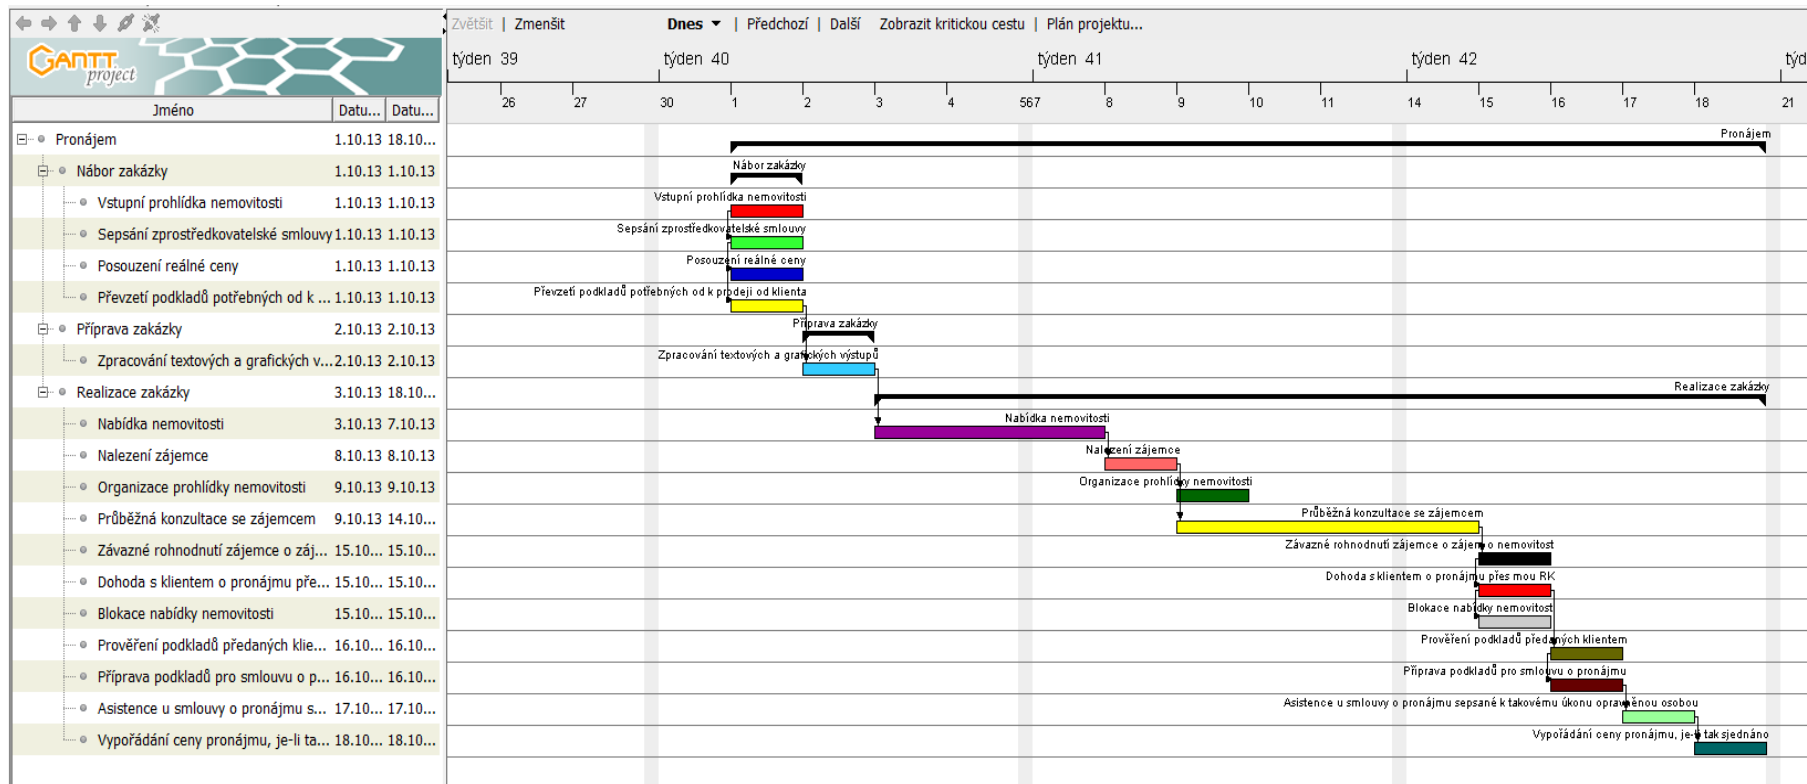 Zvětšit | Zmenšit Dnes ▼ | Předchozí | Další Zobrazit kritickou cestu | Plán projektu...
GANTT project
týden 39 týden 40 týden 41 týden 42 týd
Jméno Datu... Datu...
26 27 30 1 2 3 4 567 8 9 10 11 14 15 16 17 18 21
Pronájem 1.10.13 18.10... Pronájem
Nábor zakázky 1.10.13 1.10.13 Nábor zakázky
Vstupní prohlídka nemovitosti 1.10.13 1.10.13 Vstupní prohlídka nemovitosti
Sepsání zprostředkovatelské smlouvy 1.10.13 1.10.13 Sepsání zprostředkovatelské smlouvy
Posouzení reálné ceny 1.10.13 1.10.13 Posouzení reálné ceny
Převzetí podkladů potřebných od k ... 1.10.13 1.10.13 Převzetí podkladů potřebných od k prodeji od klienta
Příprava zakázky 2.10.13 2.10.13 Příprava zakázky
Zpracování textových a grafických v... 2.10.13 2.10.13 Zpracování textových a grafických výstupů
Realizace zakázky 3.10.13 18.10... Realizace zakázky
Nabídka nemovitosti 3.10.13 7.10.13 Nabídka nemovitosti
Nalezení zájemce 8.10.13 8.10.13 Nalezení zájemce
Organizace prohlídky nemovitosti 9.10.13 9.10.13 Organizace prohlídky nemovitosti
Průběžná konzultace se zájemcem 9.10.13 14.10... Průběžná konzultace se zájemcem
Závazné rohnodnutí zájemce o záj... 15.10... 15.10... Závazné rohnodnutí zájemce o zájem o nemovitost
Dohoda s klientem o pronájmu pře... 15.10... 15.10... Dohoda s klientem o pronájmu přes mou RK
Blokace nabídky nemovitosti 15.10... 15.10... Blokace nabídky nemovitosti
Prověření podkladů předaných klie... 16.10... 16.10... Prověření podkladů předaných klientem
Příprava podkladů pro smlouvu o p... 16.10... 16.10... Příprava podkladů pro smlouvu o pronájmu
Asistence u smlouvy o pronájmu s... 17.10... 17.10... Asistence u smlouvy o pronájmu sepsané k takovému úkonu oprávněnou osobou
Vypořádání ceny pronájmu, je-li ta... 18.10... 18.10... Vypořádání ceny pronájmu, je-li tak sjednáno